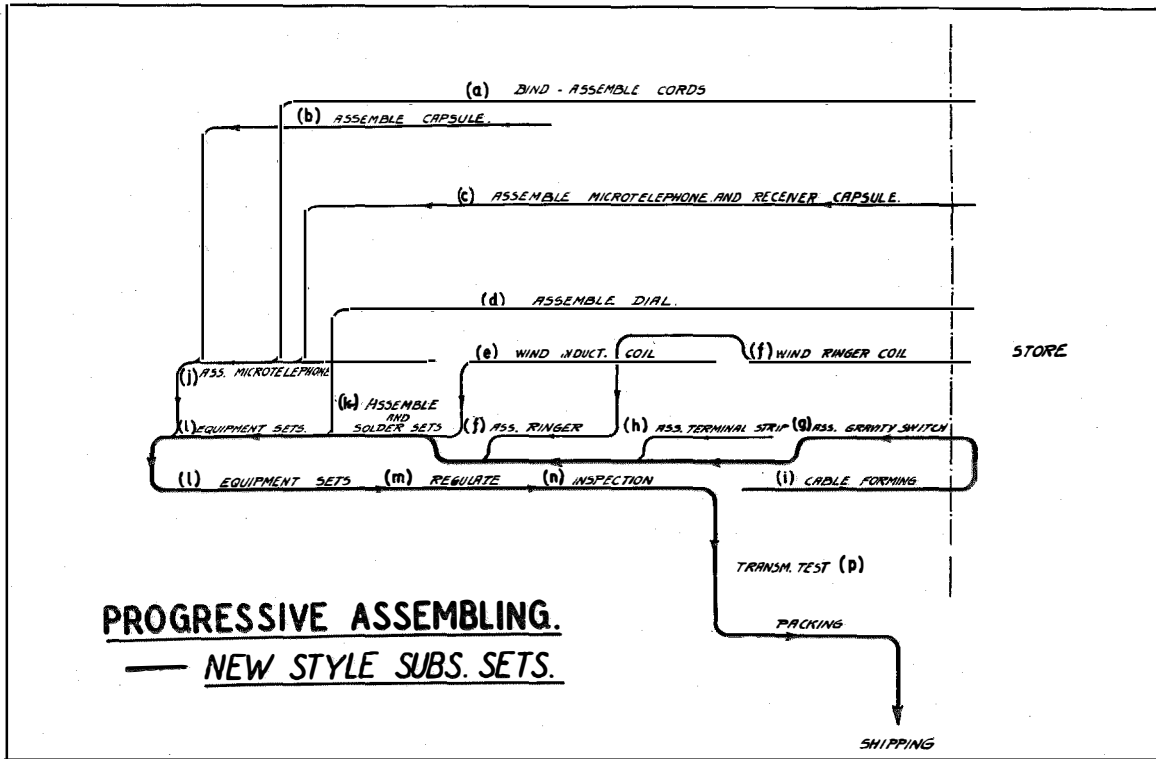 (a) BIND - ASSEMBLE CORDS
(b) ASSEMBLE CAPSULE.
(c) ASSEMBLE MICROTELEPHONE AND RECEIVER CAPSULE.
(d) ASSEMBLE DIAL.
(e) WIND INDUCT. COIL
(f) WIND RINGER COIL
STORE
(j) ASS. MICROTELEPHONE
(k) ASSEMBLE
AND
SOLDER SETS
(l) EQUIPMENT SETS.
(f) ASS. RINGER
(h) ASS. TERMINAL STRIP
(g) ASS. GRAVITY SWITCH
(l) EQUIPMENT SETS
(m) REGULATE
(n) INSPECTION
(i) CABLE FORMING
TRANSM. TEST (p)
PROGRESSIVE ASSEMBLING.
PACKING
NEW STYLE SUBS. SETS.
SHIPPING